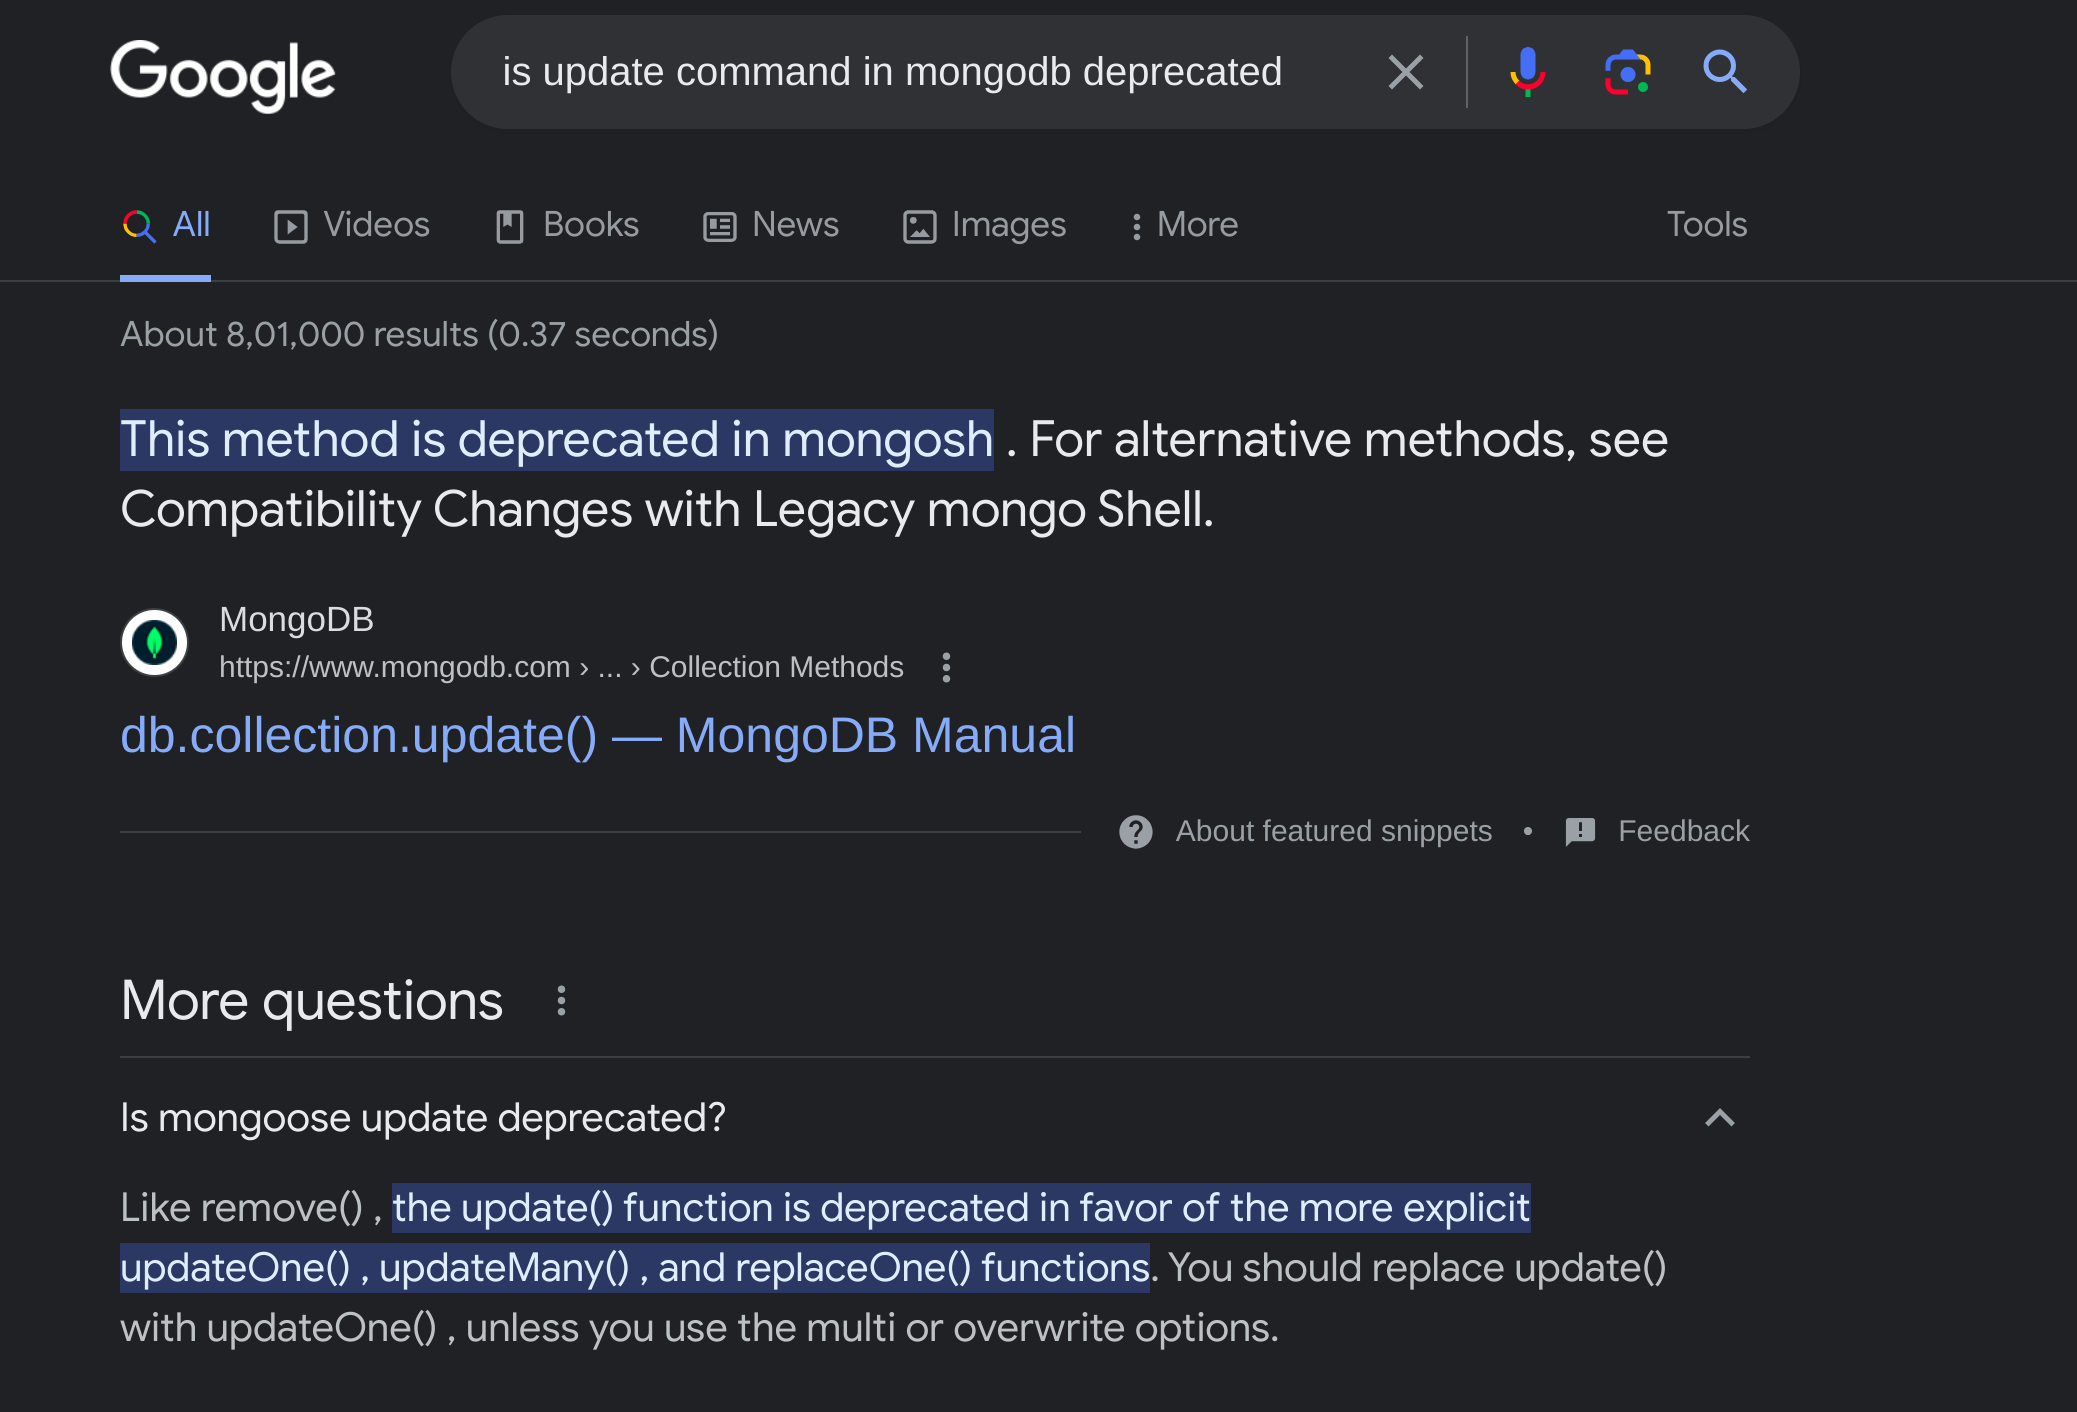 Google
is update command in mongodb deprecated
All Videos Books News Images More Tools
About 8,01,000 results (0.37 seconds)
This method is deprecated in mongosh . For alternative methods, see
Compatibility Changes with Legacy mongo Shell.
MongoDB
https://www.mongodb.com › ... › Collection Methods
db.collection.update() — MongoDB Manual
About featured snippets • Feedback
More questions
Is mongoose update deprecated?
Like remove() , the update() function is deprecated in favor of the more explicit
updateOne() , updateMany() , and replaceOne() functions. You should replace update()
with updateOne() , unless you use the multi or overwrite options.